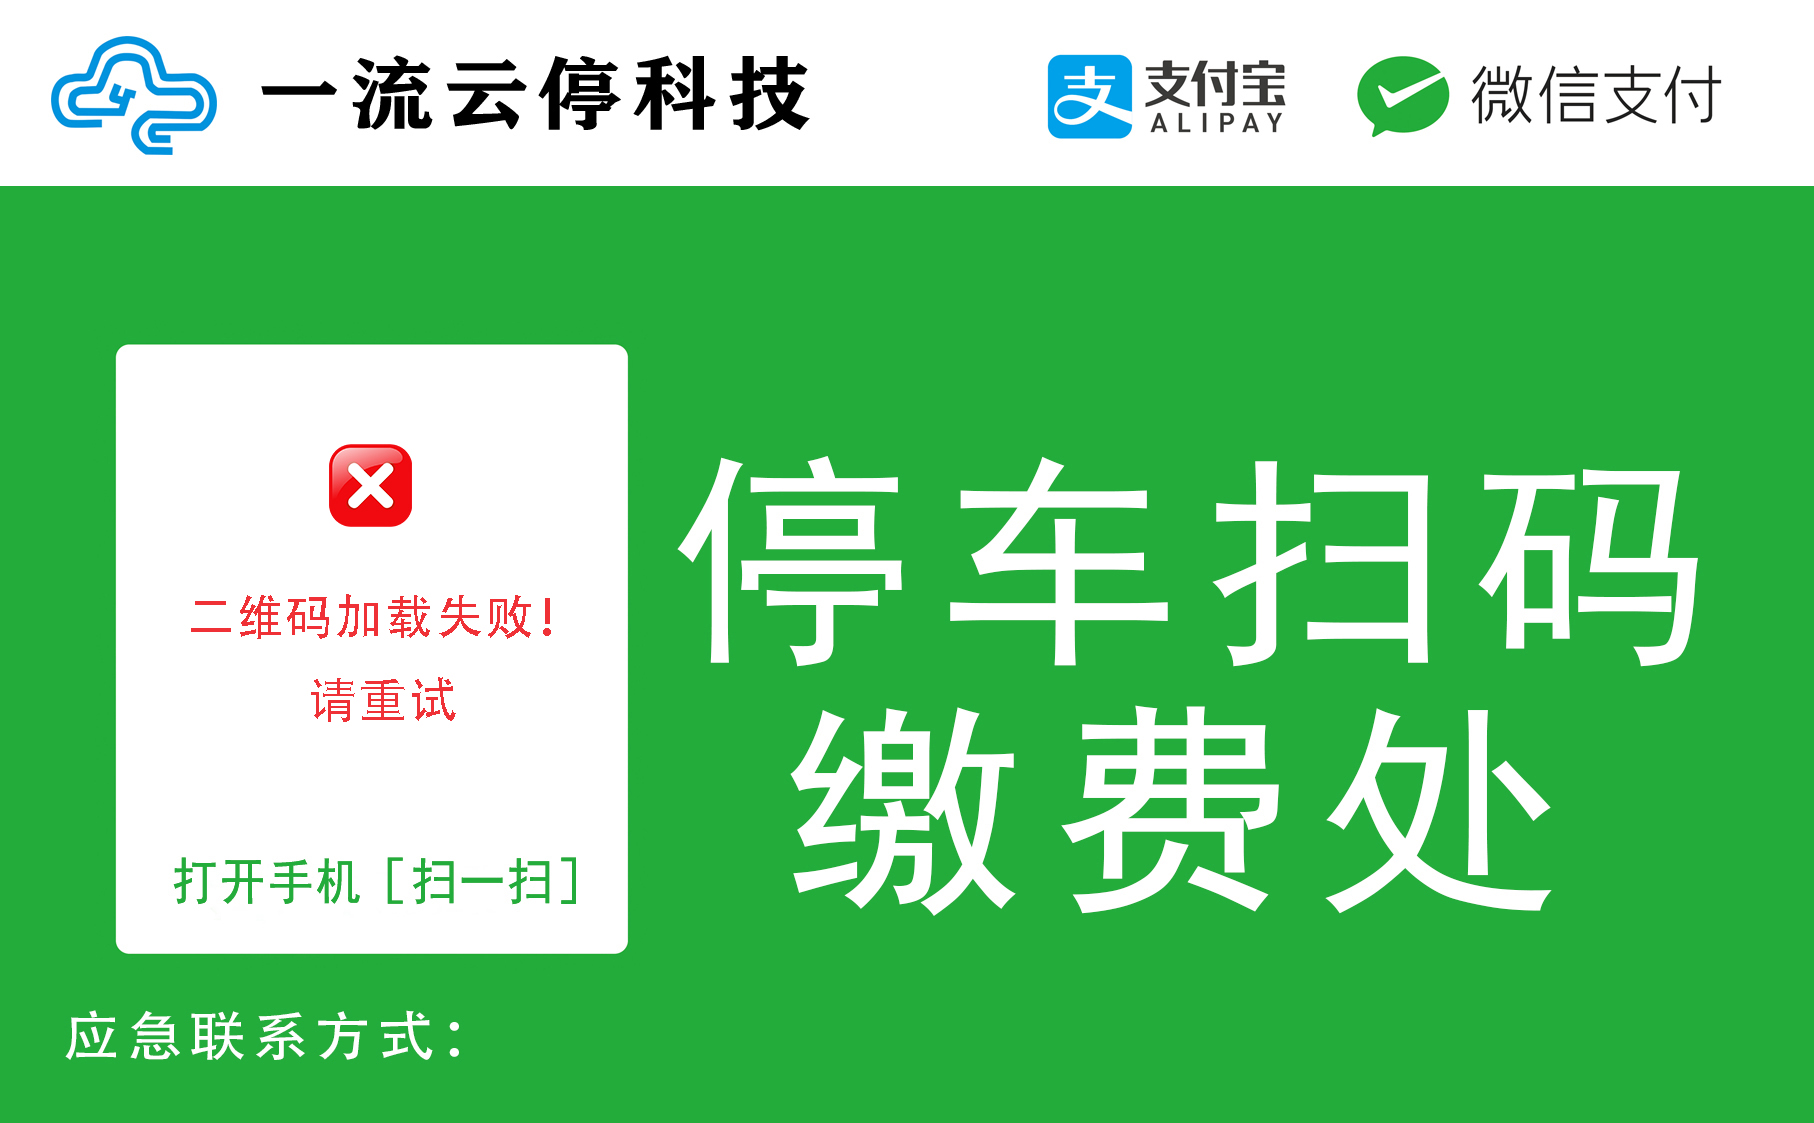 一流云停科技
支付宝
ALIPAY
微信支付
二维码加载失败!
请重试
打开手机[扫一扫]
停车扫码
缴费处
应急联系方式: